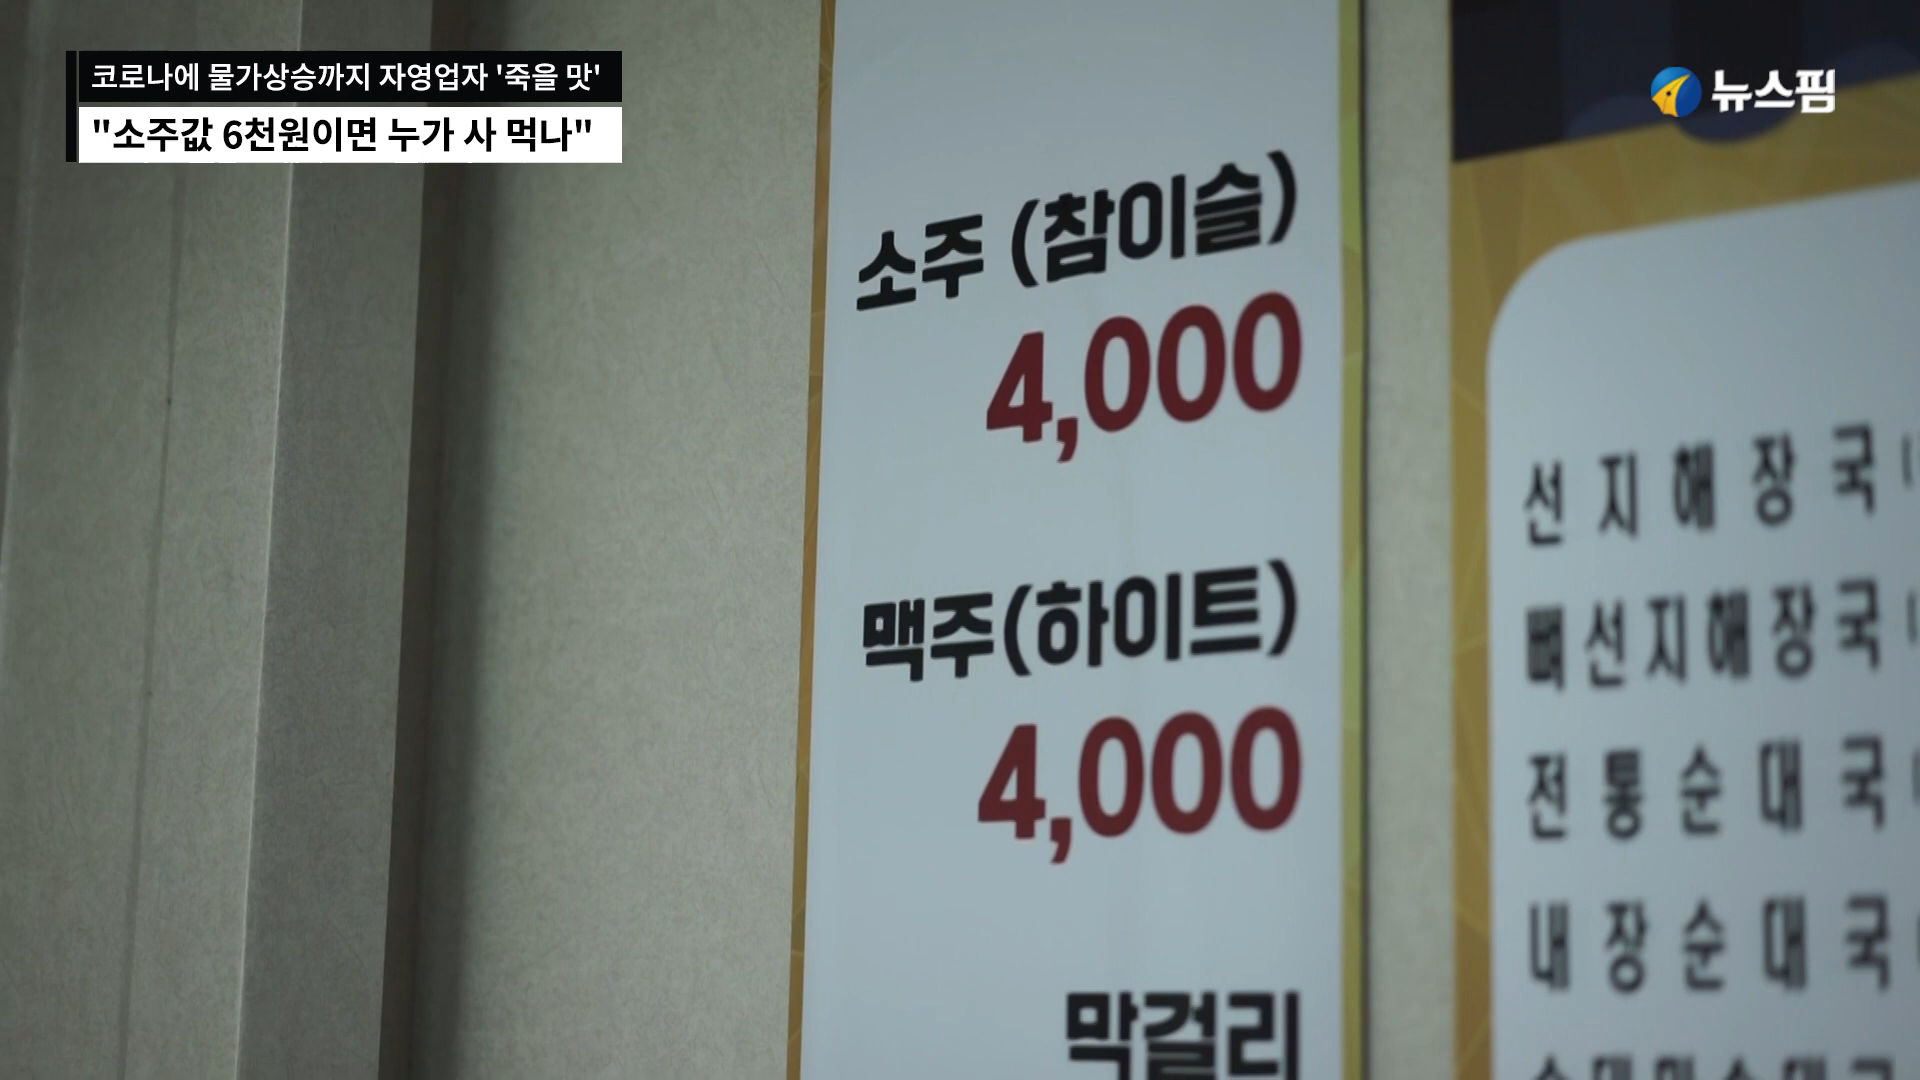 코로나에 물가상승까지 자영업자 '죽을 맛'
"소주값 6천원이면 누가 사 먹나"
뉴스핌
소주 (참이슬)
4,000
맥주(하이트)
4,000
막걸리
선지해장국
뼈선지해장국
전통순대국
내장순대국